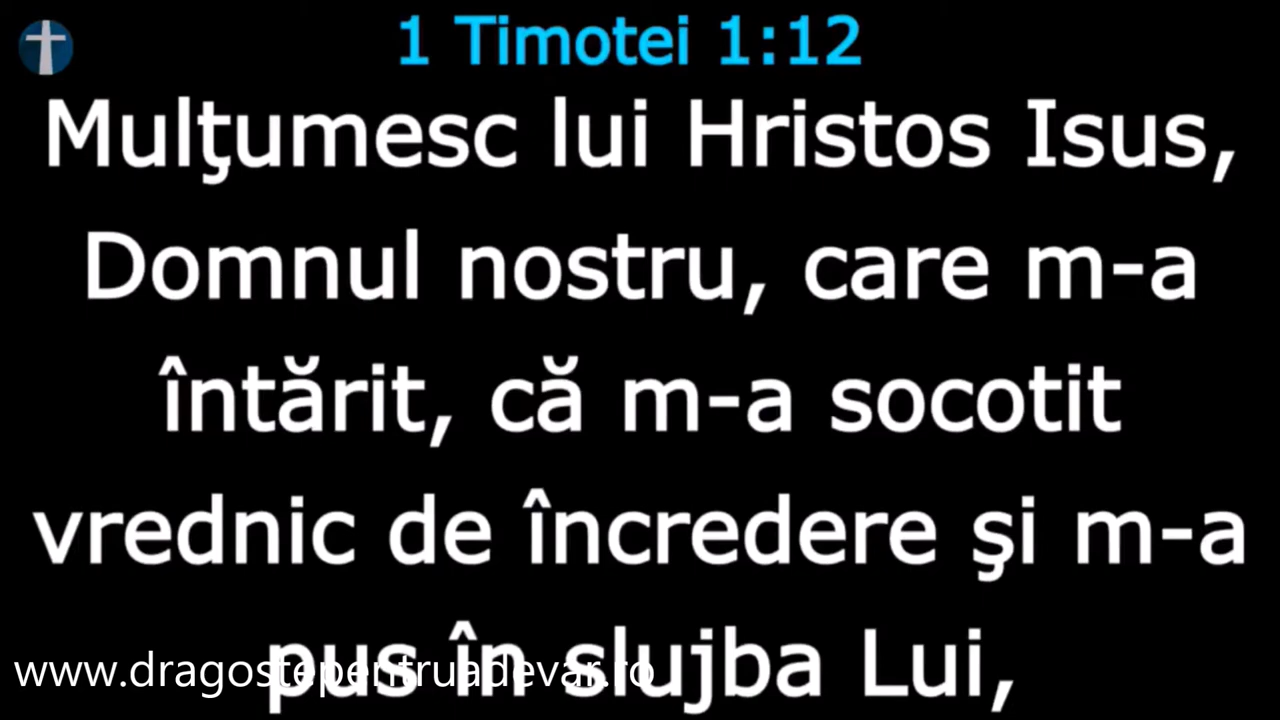 1 Timotei 1:12
Mulţumesc lui Hristos Isus,
Domnul nostru, care m-a
întărit, că m-a socotit
vrednic de încredere şi m-a
pus în slujba Lui,
www.dragostepentruadevar.ro